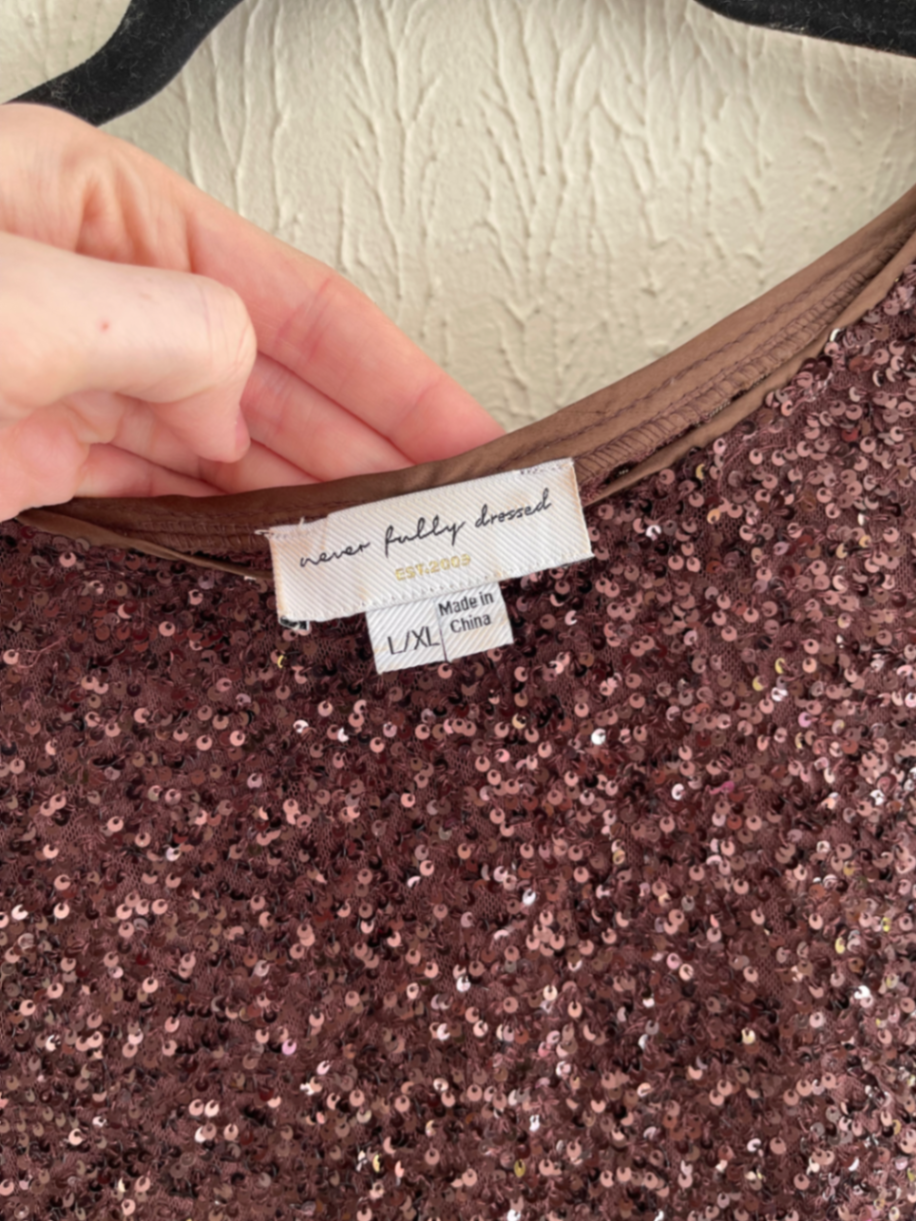 never fully dressed
EST.2009
L/XL
Made in
China